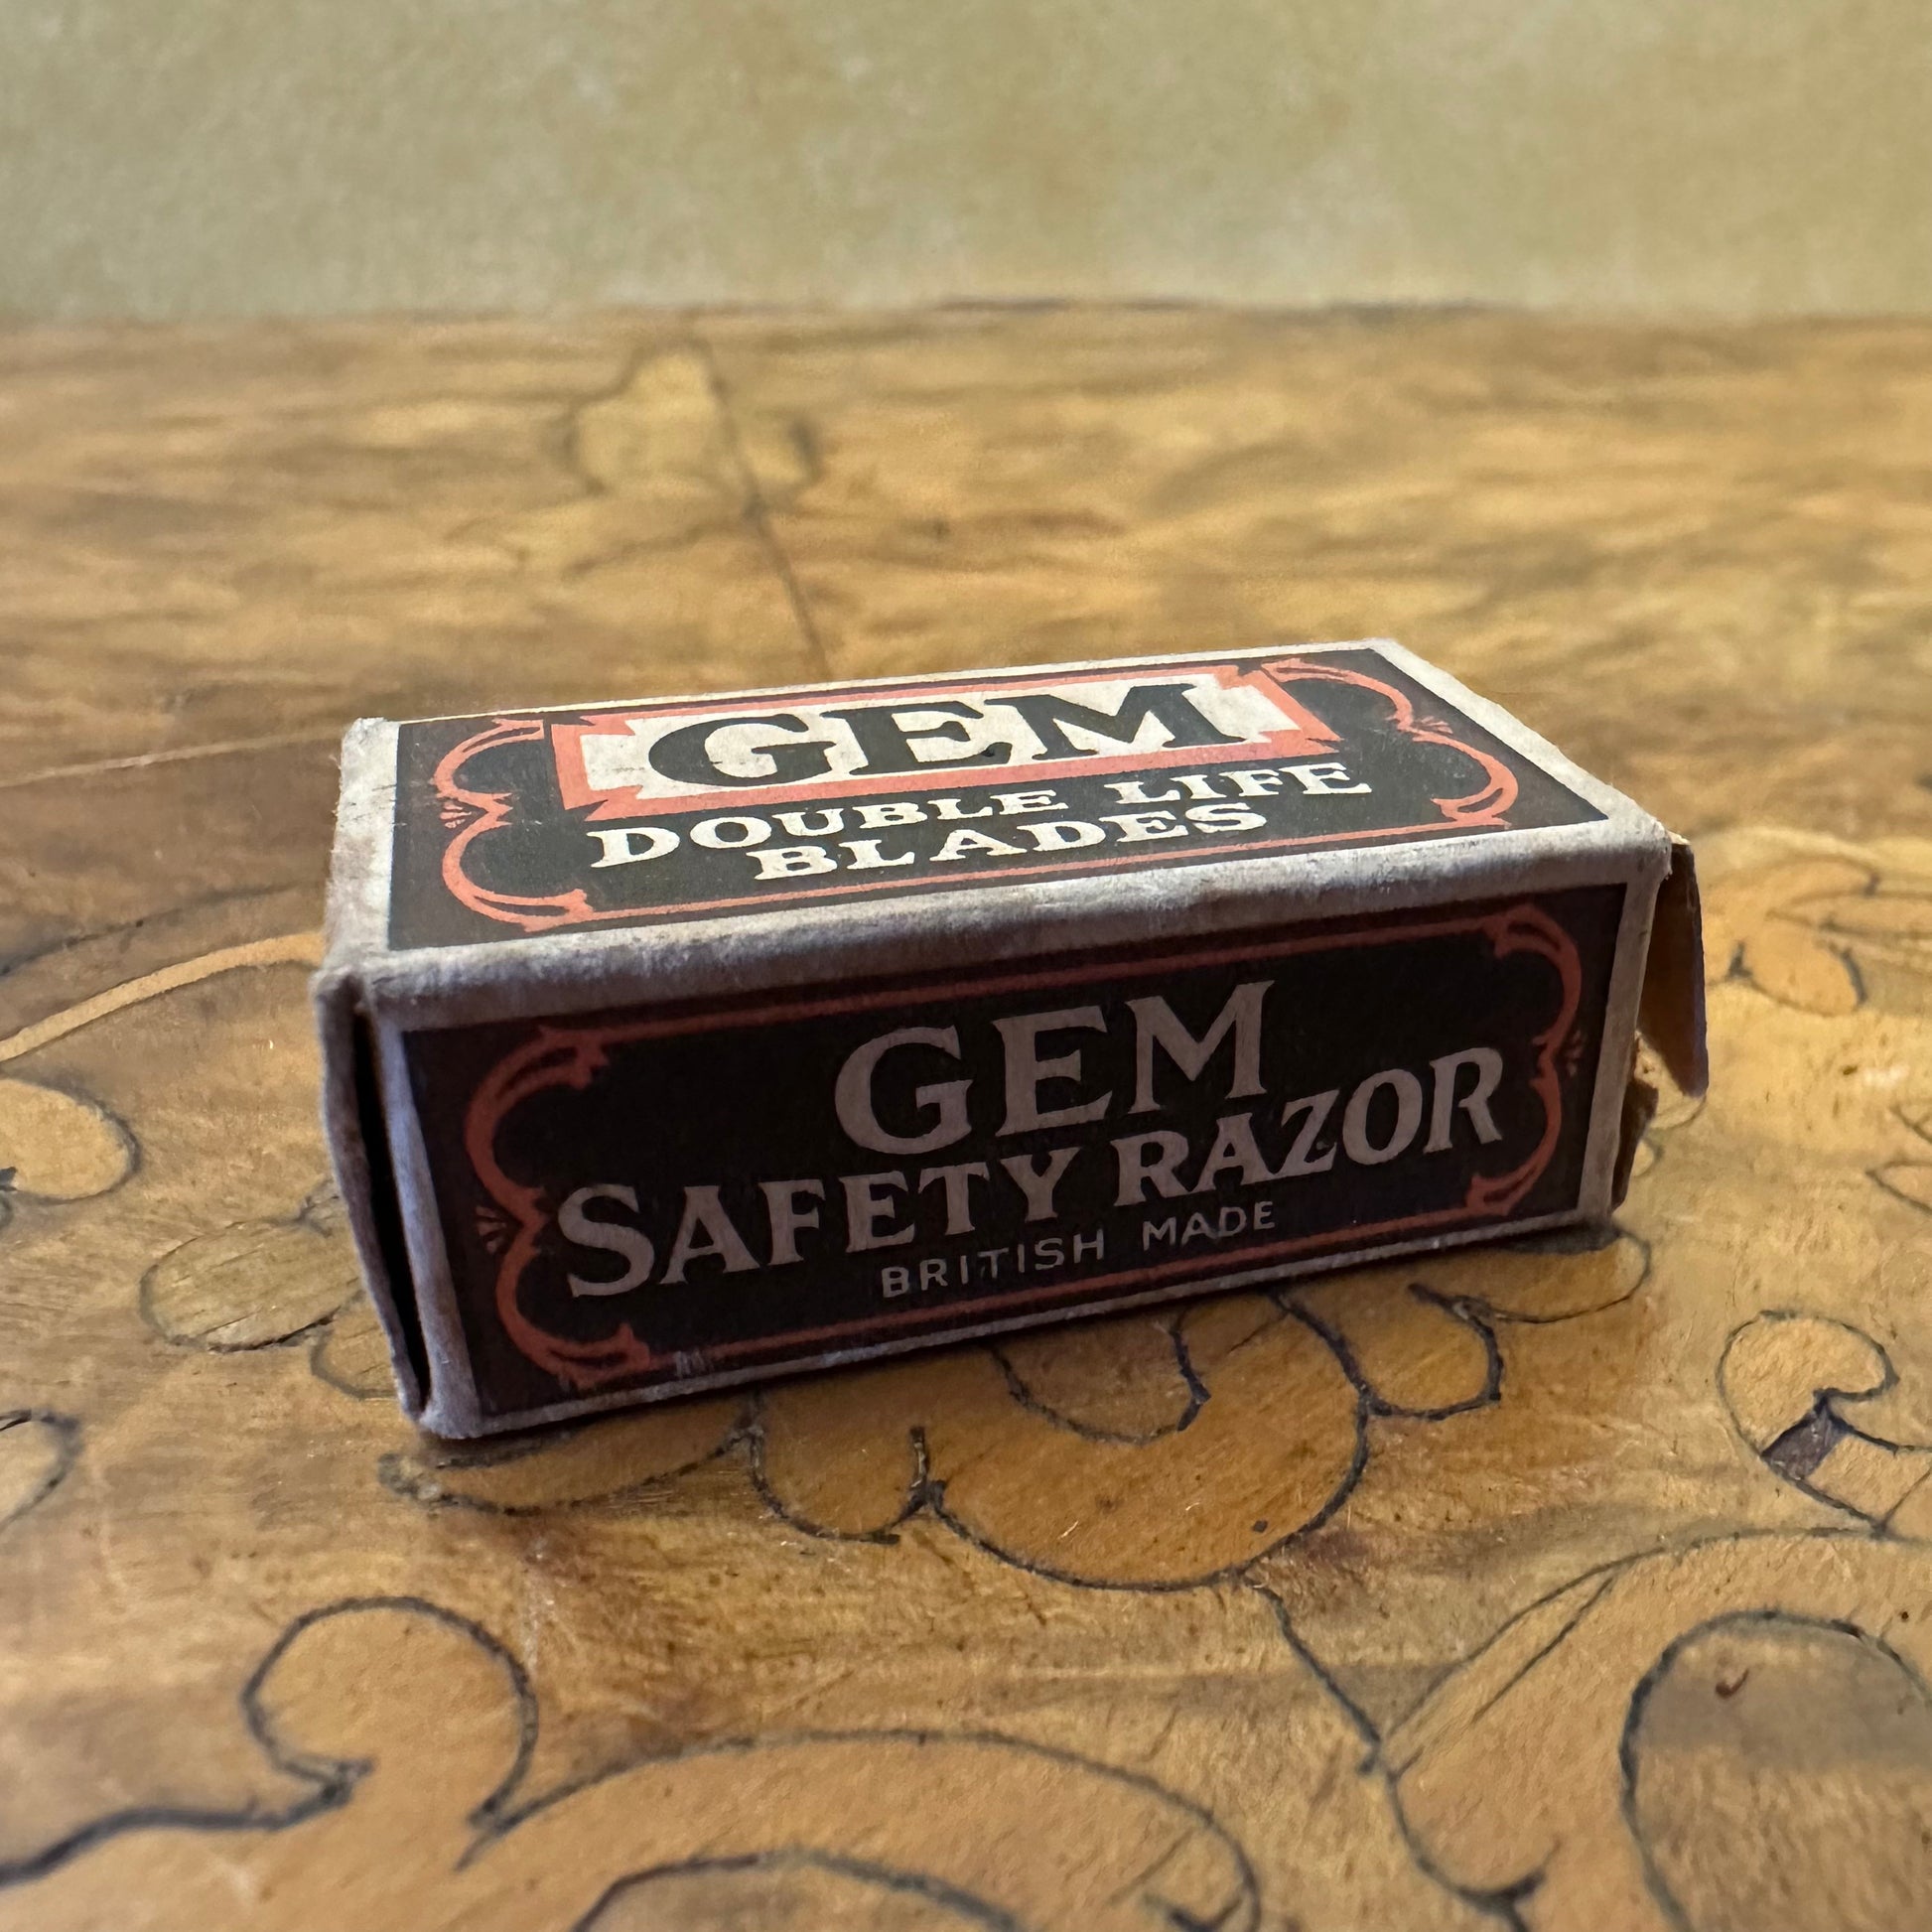 GEM
DOUBLE LIFE
BLADES
GEM
SAFETY RAZOR
BRITISH MADE